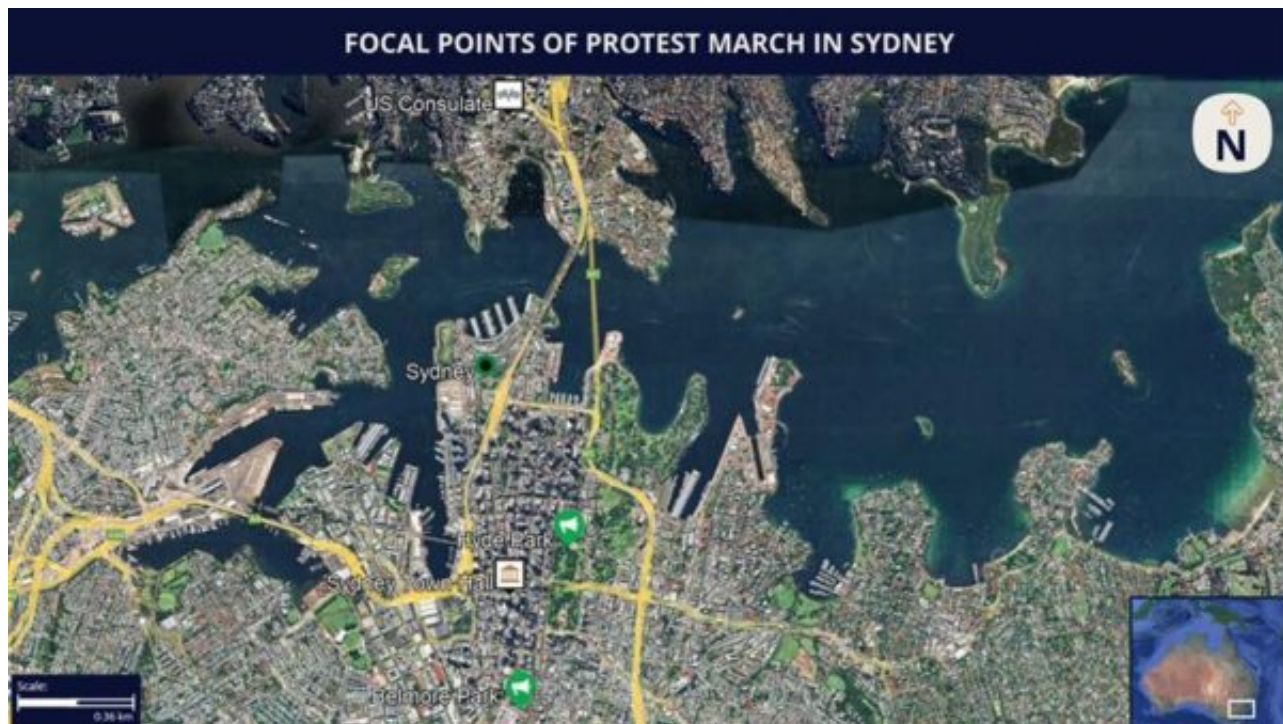 FOCAL POINTS OF PROTEST MARCH IN SYDNEY
US Consulate
N
Sydney
Hyde Park
Sydney Town Hall
Belmore Park
Scale:
0.36 km